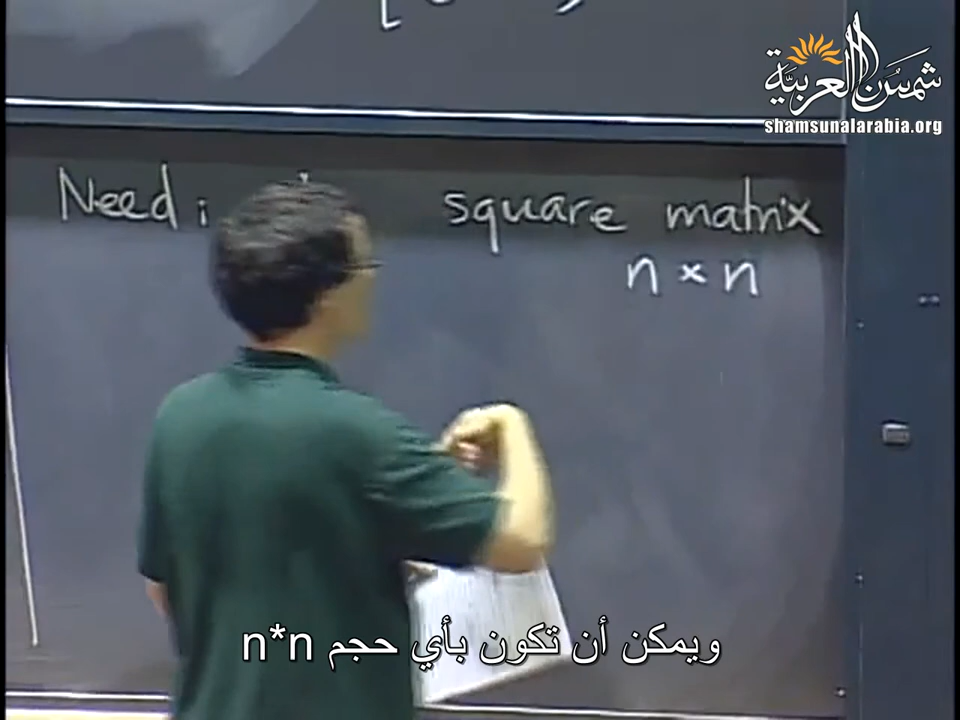 شمس العربية
shamsunalarabia.org
Need
square matrix
n × n
ويمكن أن تكون بأي حجم n*n